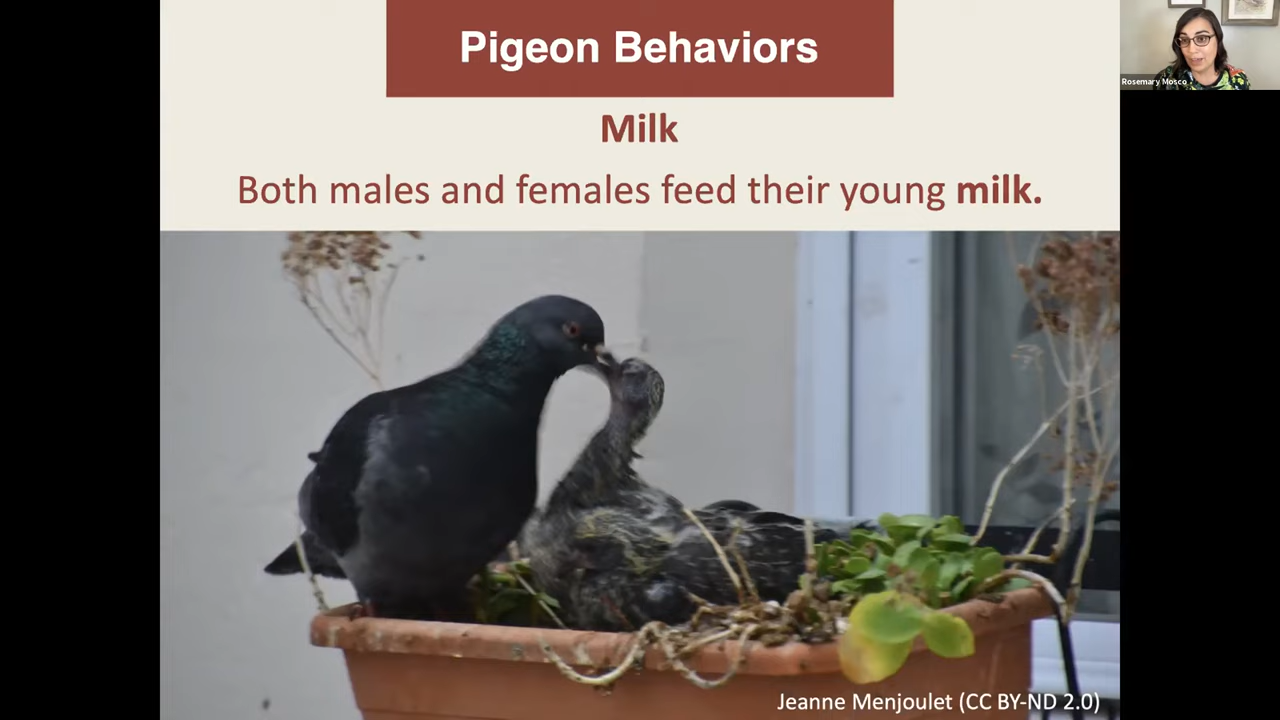 Pigeon Behaviors
Rosemary Mosco
Milk
Both males and females feed their young milk.
Jeanne Menjoulet (CC BY-ND 2.0)